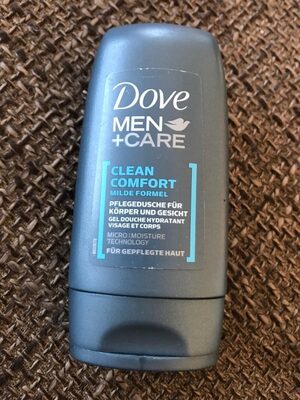 Dove
MEN
+CARE
CLEAN
COMFORT
MILDE FORMEL
PFLEGEDUSCHE FÜR
KÖRPER UND GESICHT
GEL DOUCHE HYDRATANT
VISAGE ET CORPS
MICRO MOISTURE
TECHNOLOGY
FÜR GEPFLEGTE HAUT